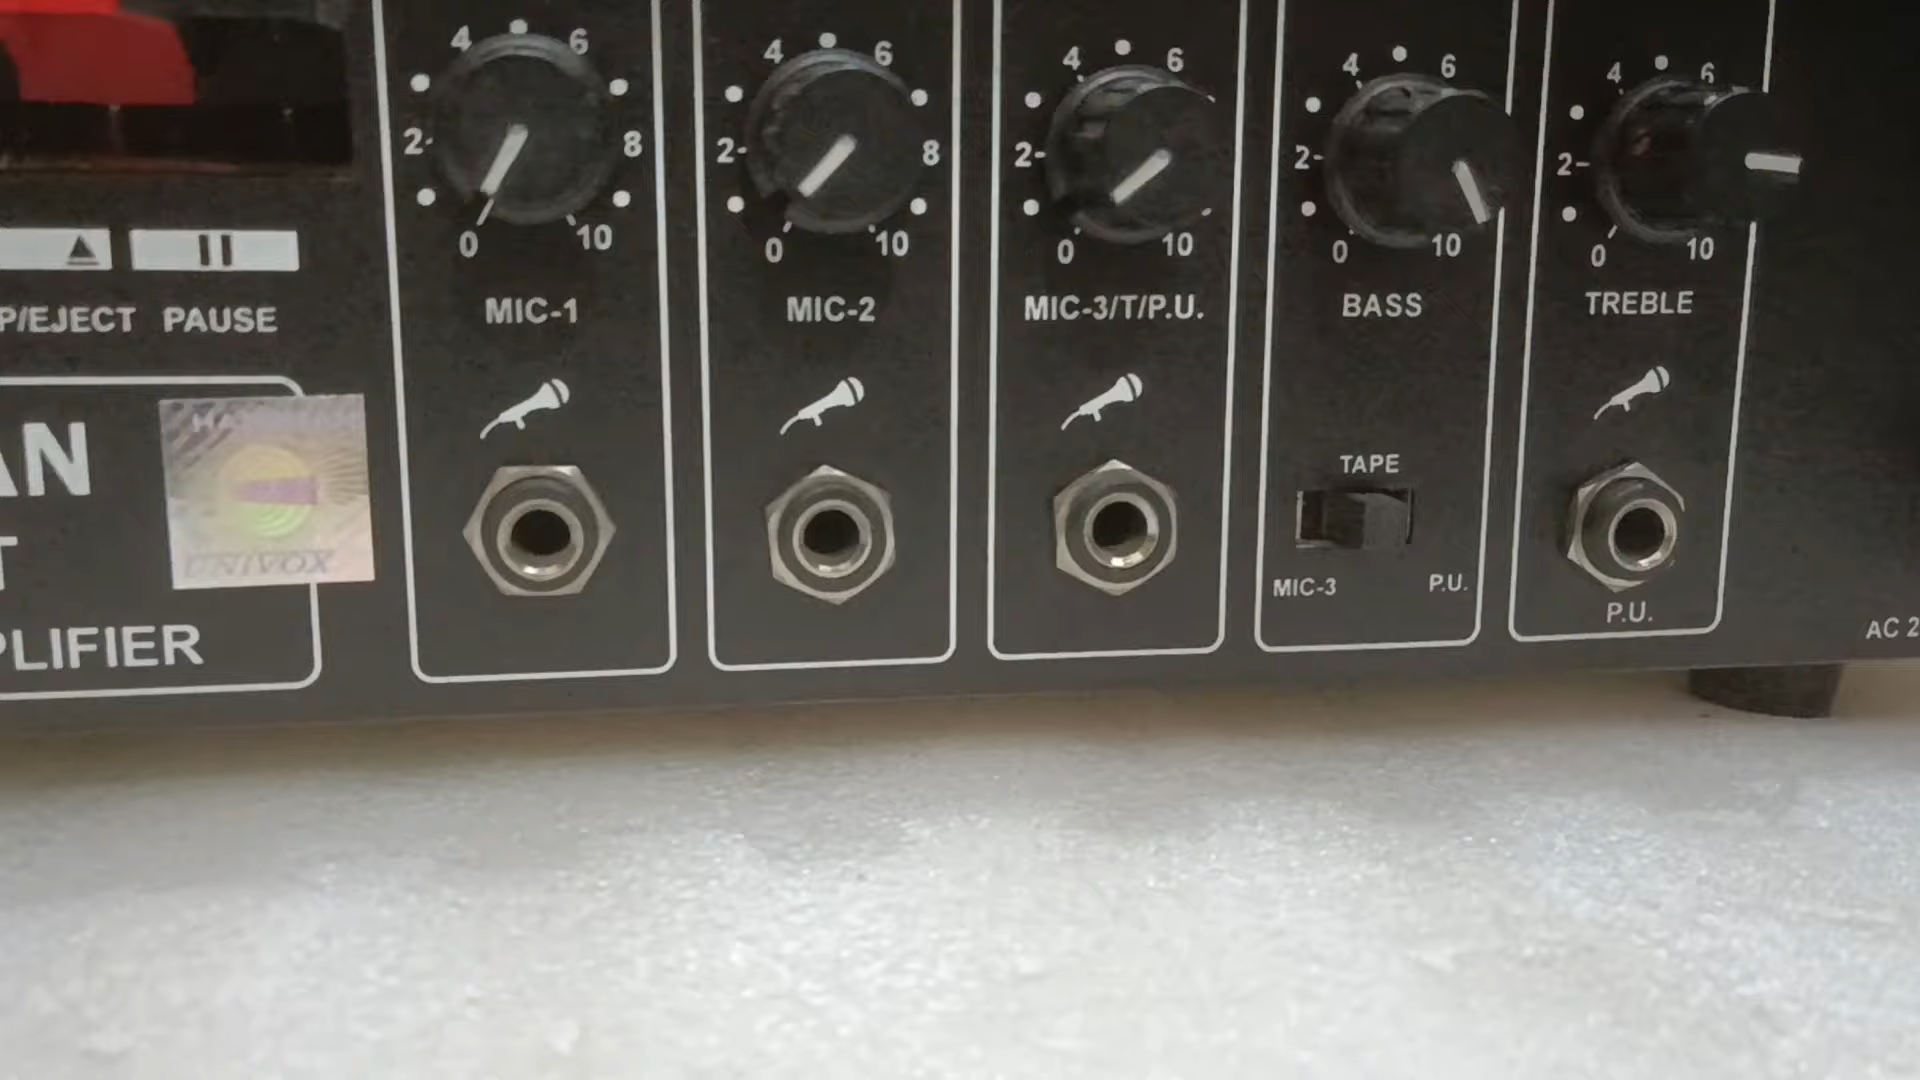 4 6
2 8
0 10
MIC-1
4 6
2 8
0 10
MIC-2
4 6
2
0 10
MIC-3/T/P.U.
4 6
2
0 10
BASS
4 6
2
0 10
TREBLE
P/EJECT PAUSE
AN
T
PLIFIER
UNIVOX
TAPE
MIC-3 P.U.
P.U.
AC 2